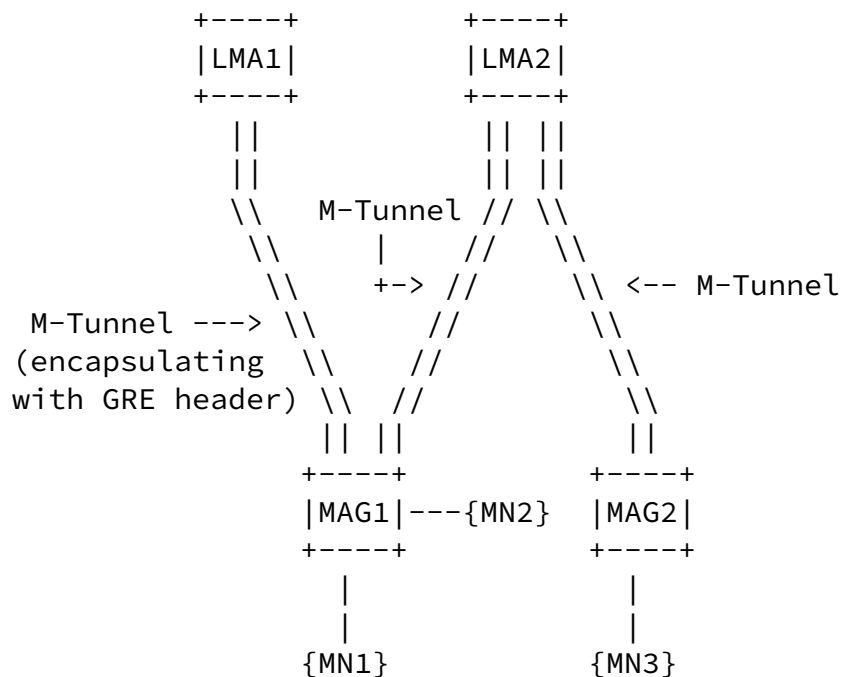 +----+ +----+
|LMA1| |LMA2|
+----+ +----+
|| || ||
|| || ||
\\ M-Tunnel // \\
\\ | // \\
\\ +-> // \\ <-- M-Tunnel
M-Tunnel ---> \\ // \\
(encapsulating \\ // \\
with GRE header) \\ // \\
|| || ||
+----+ +----+
|MAG1|---{MN2} |MAG2|
+----+ +----+
| |
| |
{MN1} {MN3}